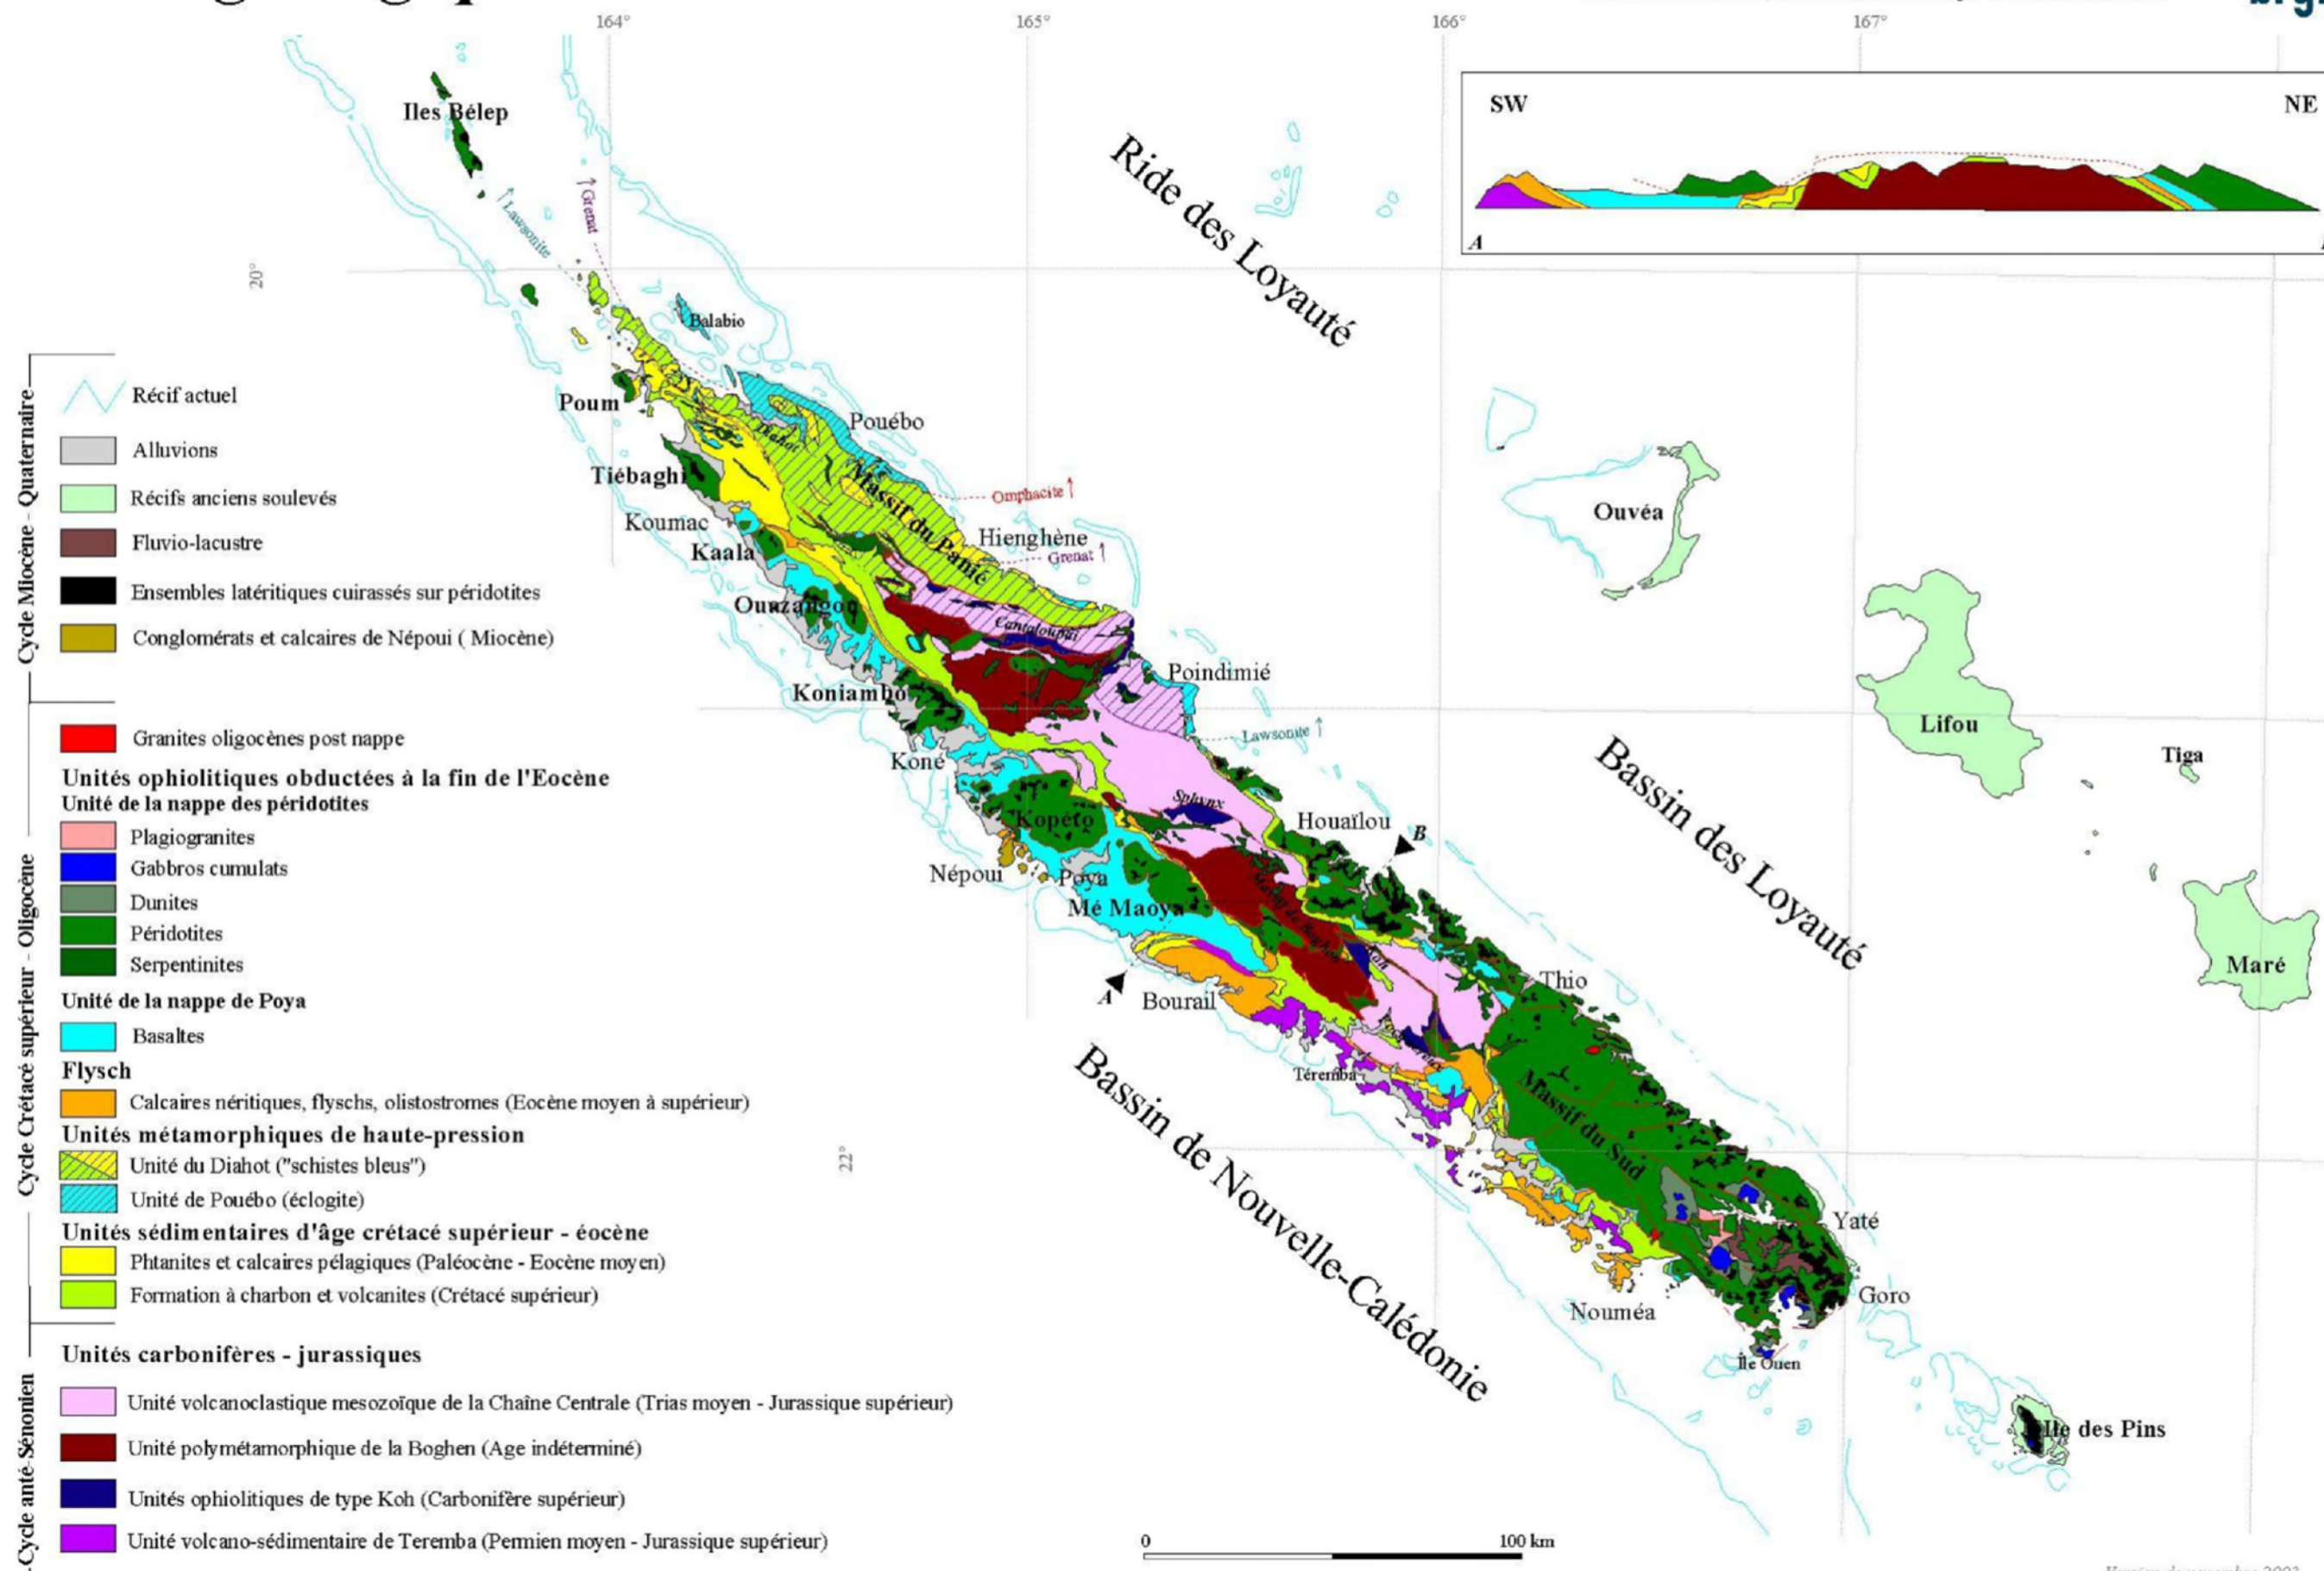 164°
165°
166°
167°
SW
NE
A
20°
22°
Iles Bélep
Lawsonite
Grenat
Ride des Loyauté
Balabio
Poum
Pouébo
Diahot
Tiébaghi
Massif du Panié
Omphacite
Koumac
Hienghène
Kaala
Grenat
Ouazangou
Cantaloupaï
Poindimié
Koniambo
Lawsonite
Koné
Sphynx
Kopéto
Houaïlou
B
Népoui
Poya
Mé Maoya
Massif de Boghen
Koh
A
Bourail
Thio
Téremba
Massif du Sud
Yaté
Nouméa
Goro
Île Ouen
Ile des Pins
Ouvéa
Lifou
Tiga
Maré
Bassin des Loyauté
Bassin de Nouvelle-Calédonie
Cycle Miocène - Quaternaire
Récif actuel
Alluvions
Récifs anciens soulevés
Fluvio-lacustre
Ensembles latéritiques cuirassés sur péridotites
Conglomérats et calcaires de Népoui ( Miocène)
Cycle Crétacé supérieur - Oligocène
Granites oligocènes post nappe
Unités ophiolitiques obductées à la fin de l'Eocène
Unité de la nappe des péridotites
Plagiogranites
Gabbros cumulats
Dunites
Péridotites
Serpentinites
Unité de la nappe de Poya
Basaltes
Flysch
Calcaires néritiques, flyschs, olistostromes (Eocène moyen à supérieur)
Unités métamorphiques de haute-pression
Unité du Diahot ("schistes bleus")
Unité de Pouébo (éclogite)
Unités sédimentaires d'âge crétacé supérieur - éocène
Phtanites et calcaires pélagiques (Paléocène - Eocène moyen)
Formation à charbon et volcanites (Crétacé supérieur)
Cycle anté-Sénonien
Unités carbonifères - jurassiques
Unité volcanoclastique mesozoïque de la Chaîne Centrale (Trias moyen - Jurassique supérieur)
Unité polymétamorphique de la Boghen (Age indéterminé)
Unités ophiolitiques de type Koh (Carbonifère supérieur)
Unité volcano-sédimentaire de Teremba (Permien moyen - Jurassique supérieur)
0
100 km